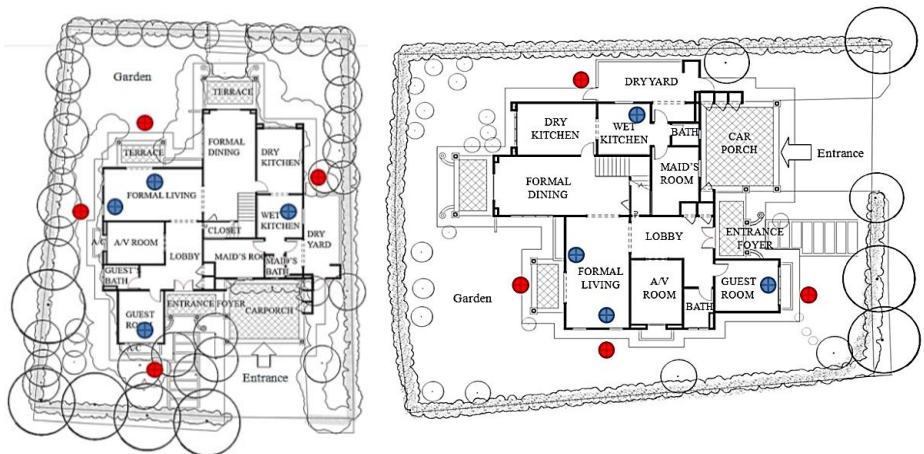 Garden
TERRACE
FORMAL
DINING
DRY
KITCHEN
TERRACE
FORMAL LIVING
WET
KITCHEN
A/C
A/V ROOM
CLOSET
LOBBY
DRY
YARD
MAID'S ROOM
MAID'S
BATH
GUEST'S
BATH
GUEST
ROOM
ENTRANCE FOYER
CARPORCH
A/C
Entrance
DRY YARD
DRY
KITCHEN
WET
KITCHEN
BATH
CAR
PORCH
Entrance
MAID'S
ROOM
FORMAL
DINING
LOBBY
ENTRANCE
FOYER
Garden
FORMAL
LIVING
A/V
ROOM
GUEST
ROOM
BATH